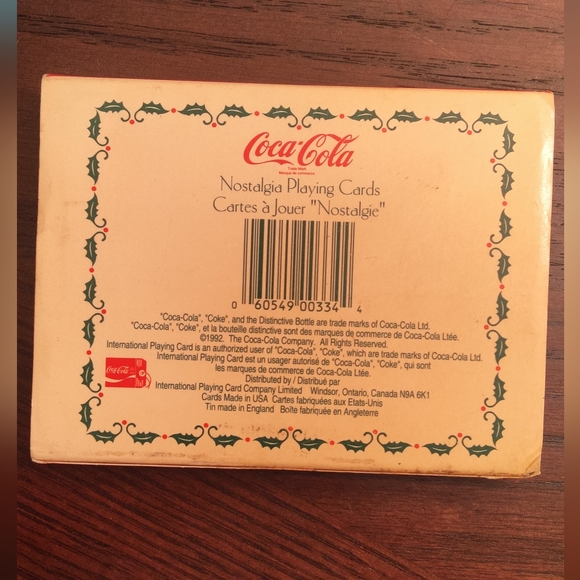 Coca-Cola
Trade Mark
Marque de commerce
Nostalgia Playing Cards
Cartes à Jouer "Nostalgie"
0 60549 00334 4
"Coca-Cola", "Coke", and the Distinctive Bottle are trade marks of Coca-Cola Ltd.
"Coca-Cola", "Coke", et la bouteille distinctive sont des marques de commerce de Coca-Cola Ltée.
©1992. The Coca-Cola Company. All Rights Reserved.
International Playing Card is an authorized user of "Coca-Cola", "Coke", which are trade marks of Coca-Cola Ltd.
International Playing Card est un usager autorisé de "Coca-Cola", "Coke", qui sont
les marques de commerce de Coca-Cola Ltée.
Coca-Cola
Distributed by / Distribué par
International Playing Card Company Limited Windsor, Ontario, Canada N9A 6K1
Cards Made in USA Cartes fabriquées aux Etats-Unis
Tin made in England Boîte fabriquée en Angleterre